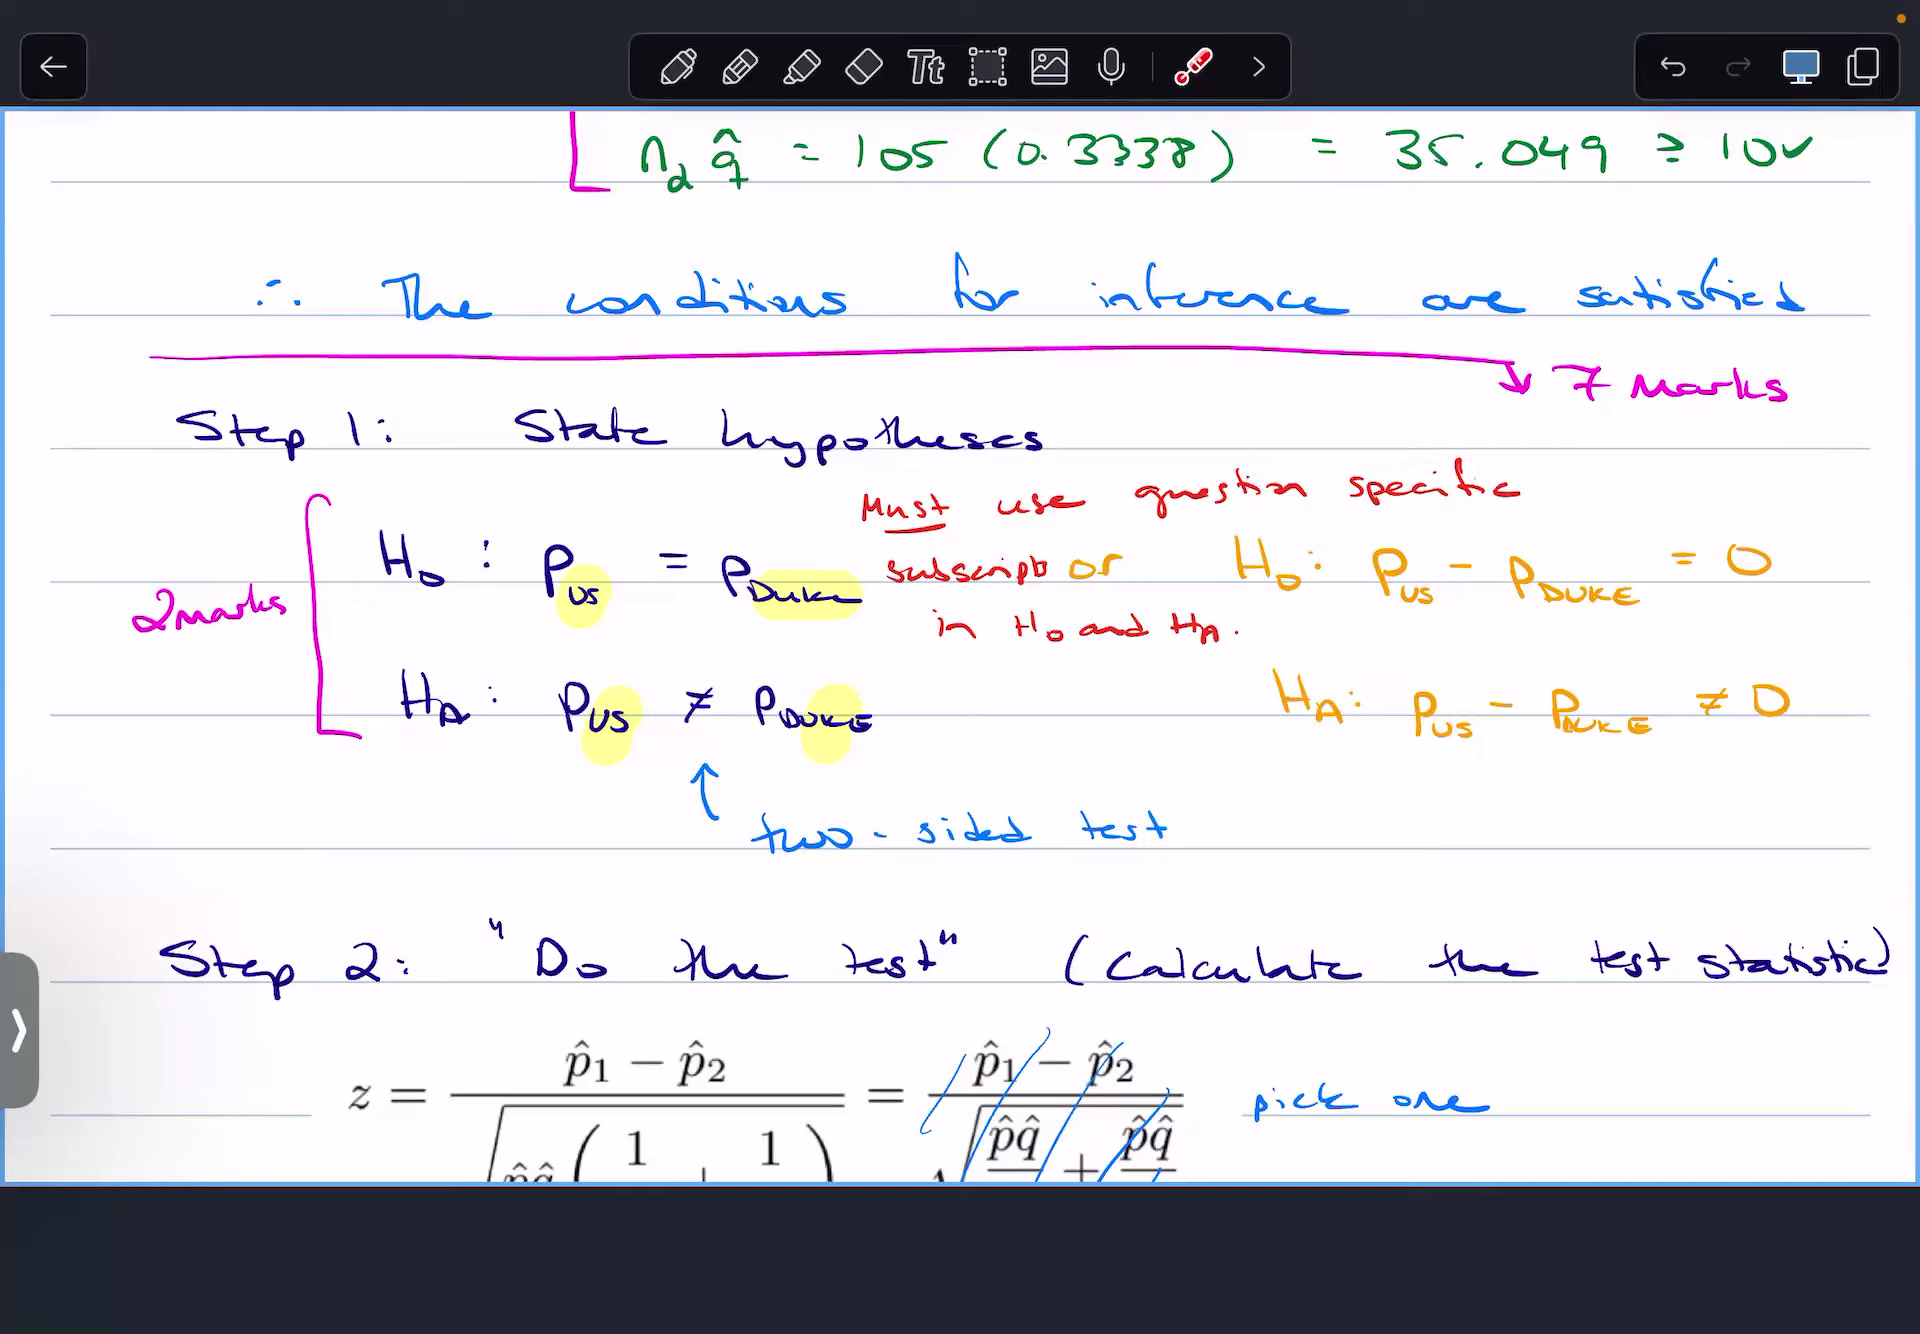 Tt
n₂ q̂ = 105 (0.3338) = 35.049 ≥ 10 ✓
∴ The conditions for inference are satisfied
7 Marks
Step 1: State hypotheses
Must use question specific
H₀ : P_US = P_Duke subscripts or H₀: P_US - P_DUKE = 0
2 marks
in H₀ and H_A.
H_A: P_US ≠ P_DUKE H_A: P_US - P_DUKE ≠ 0
↑
two-sided test
Step 2: "Do the test" (Calculate the test statistic)
z = p̂₁ − p̂₂ = p̂₁ − p̂₂ pick one
√ p̂q̂ ( 1 + 1 ) √ p̂q̂ + p̂q̂